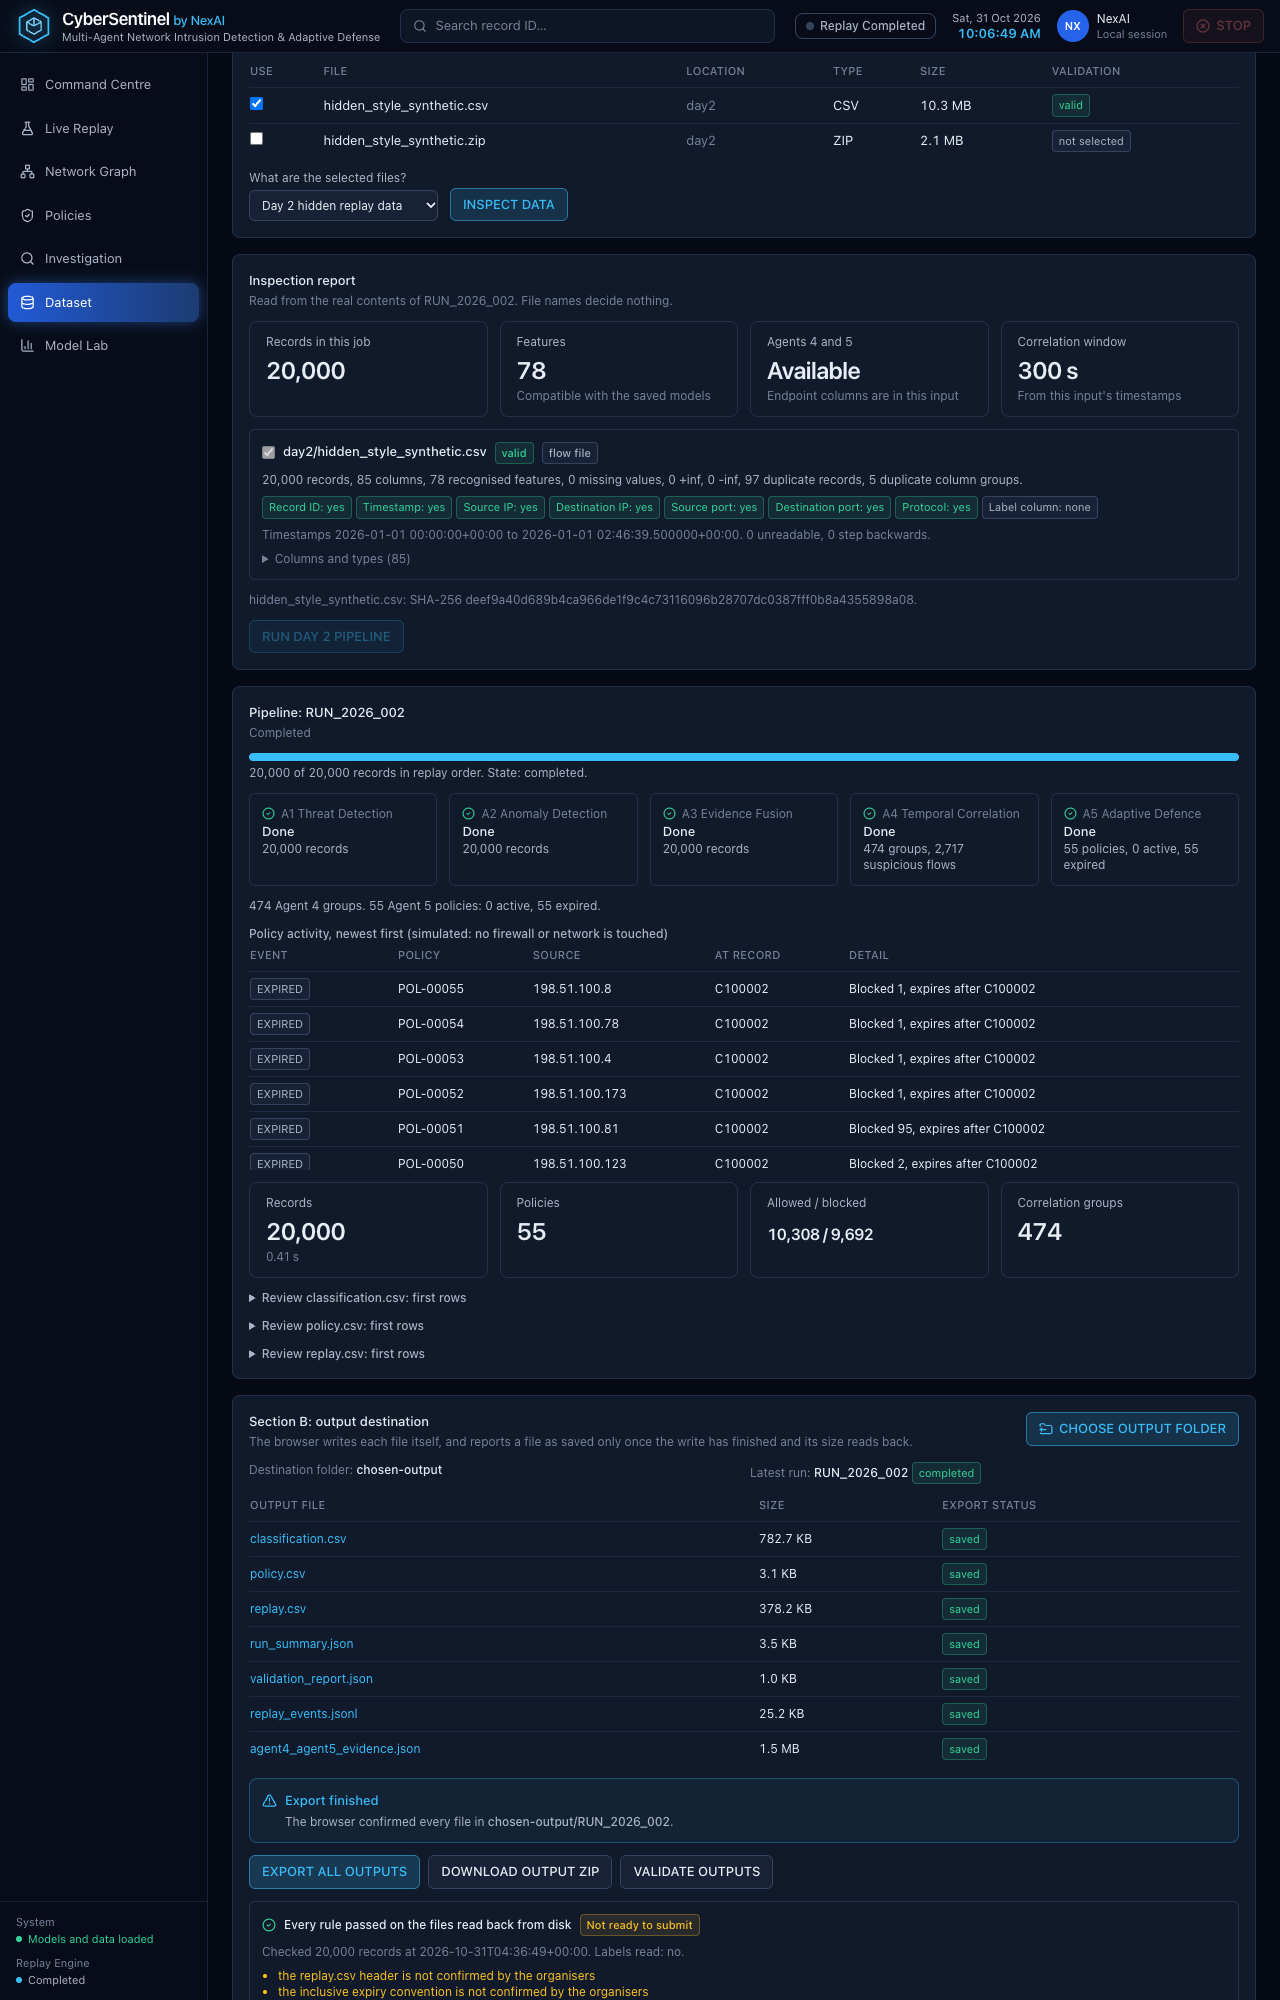 CyberSentinel by NexAI
Multi-Agent Network Intrusion Detection & Adaptive Defense
Search record ID...
Replay Completed
Sat, 31 Oct 2026
10:06:49 AM
NX
NexAI
Local session
STOP
Command Centre
Live Replay
Network Graph
Policies
Investigation
Dataset
Model Lab
USE FILE LOCATION TYPE SIZE VALIDATION
hidden_style_synthetic.csv day2 CSV 10.3 MB valid
hidden_style_synthetic.zip day2 ZIP 2.1 MB not selected
What are the selected files?
Day 2 hidden replay data INSPECT DATA
Inspection report
Read from the real contents of RUN_2026_002. File names decide nothing.
Records in this job
20,000
Features
78
Compatible with the saved models
Agents 4 and 5
Available
Endpoint columns are in this input
Correlation window
300 s
From this input's timestamps
day2/hidden_style_synthetic.csv valid flow file
20,000 records, 85 columns, 78 recognised features, 0 missing values, 0 +inf, 0 -inf, 97 duplicate records, 5 duplicate column groups.
Record ID: yes Timestamp: yes Source IP: yes Destination IP: yes Source port: yes Destination port: yes Protocol: yes Label column: none
Timestamps 2026-01-01 00:00:00+00:00 to 2026-01-01 02:46:39.500000+00:00. 0 unreadable, 0 step backwards.
Columns and types (85)
hidden_style_synthetic.csv: SHA-256 deef9a40d689b4ca966de1f9c4c73116096b28707dc0387fff0b8a4355898a08.
RUN DAY 2 PIPELINE
Pipeline: RUN_2026_002
Completed
20,000 of 20,000 records in replay order. State: completed.
A1 Threat Detection
Done
20,000 records
A2 Anomaly Detection
Done
20,000 records
A3 Evidence Fusion
Done
20,000 records
A4 Temporal Correlation
Done
474 groups, 2,717
suspicious flows
A5 Adaptive Defence
Done
55 policies, 0 active, 55
expired
474 Agent 4 groups. 55 Agent 5 policies: 0 active, 55 expired.
Policy activity, newest first (simulated: no firewall or network is touched)
EVENT POLICY SOURCE AT RECORD DETAIL
EXPIRED POL-00055 198.51.100.8 C100002 Blocked 1, expires after C100002
EXPIRED POL-00054 198.51.100.78 C100002 Blocked 1, expires after C100002
EXPIRED POL-00053 198.51.100.4 C100002 Blocked 1, expires after C100002
EXPIRED POL-00052 198.51.100.173 C100002 Blocked 1, expires after C100002
EXPIRED POL-00051 198.51.100.81 C100002 Blocked 95, expires after C100002
EXPIRED POL-00050 198.51.100.123 C100002 Blocked 2, expires after C100002
Records
20,000
0.41 s
Policies
55
Allowed / blocked
10,308 / 9,692
Correlation groups
474
Review classification.csv: first rows
Review policy.csv: first rows
Review replay.csv: first rows
Section B: output destination
The browser writes each file itself, and reports a file as saved only once the write has finished and its size reads back.
CHOOSE OUTPUT FOLDER
Destination folder: chosen-output
Latest run: RUN_2026_002 completed
OUTPUT FILE SIZE EXPORT STATUS
classification.csv 782.7 KB saved
policy.csv 3.1 KB saved
replay.csv 378.2 KB saved
run_summary.json 3.5 KB saved
validation_report.json 1.0 KB saved
replay_events.jsonl 25.2 KB saved
agent4_agent5_evidence.json 1.5 MB saved
Export finished
The browser confirmed every file in chosen-output/RUN_2026_002.
EXPORT ALL OUTPUTS DOWNLOAD OUTPUT ZIP VALIDATE OUTPUTS
Every rule passed on the files read back from disk Not ready to submit
Checked 20,000 records at 2026-10-31T04:36:49+00:00. Labels read: no.
the replay.csv header is not confirmed by the organisers
the inclusive expiry convention is not confirmed by the organisers
System
Models and data loaded
Replay Engine
Completed